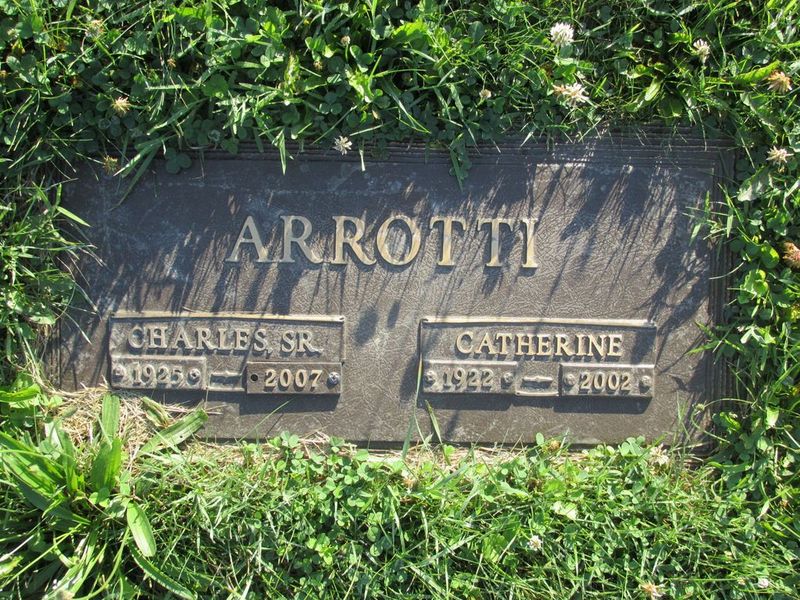 ARROTTI
CHARLES, SR.
1925 – 2007
CATHERINE
1922 – 2002